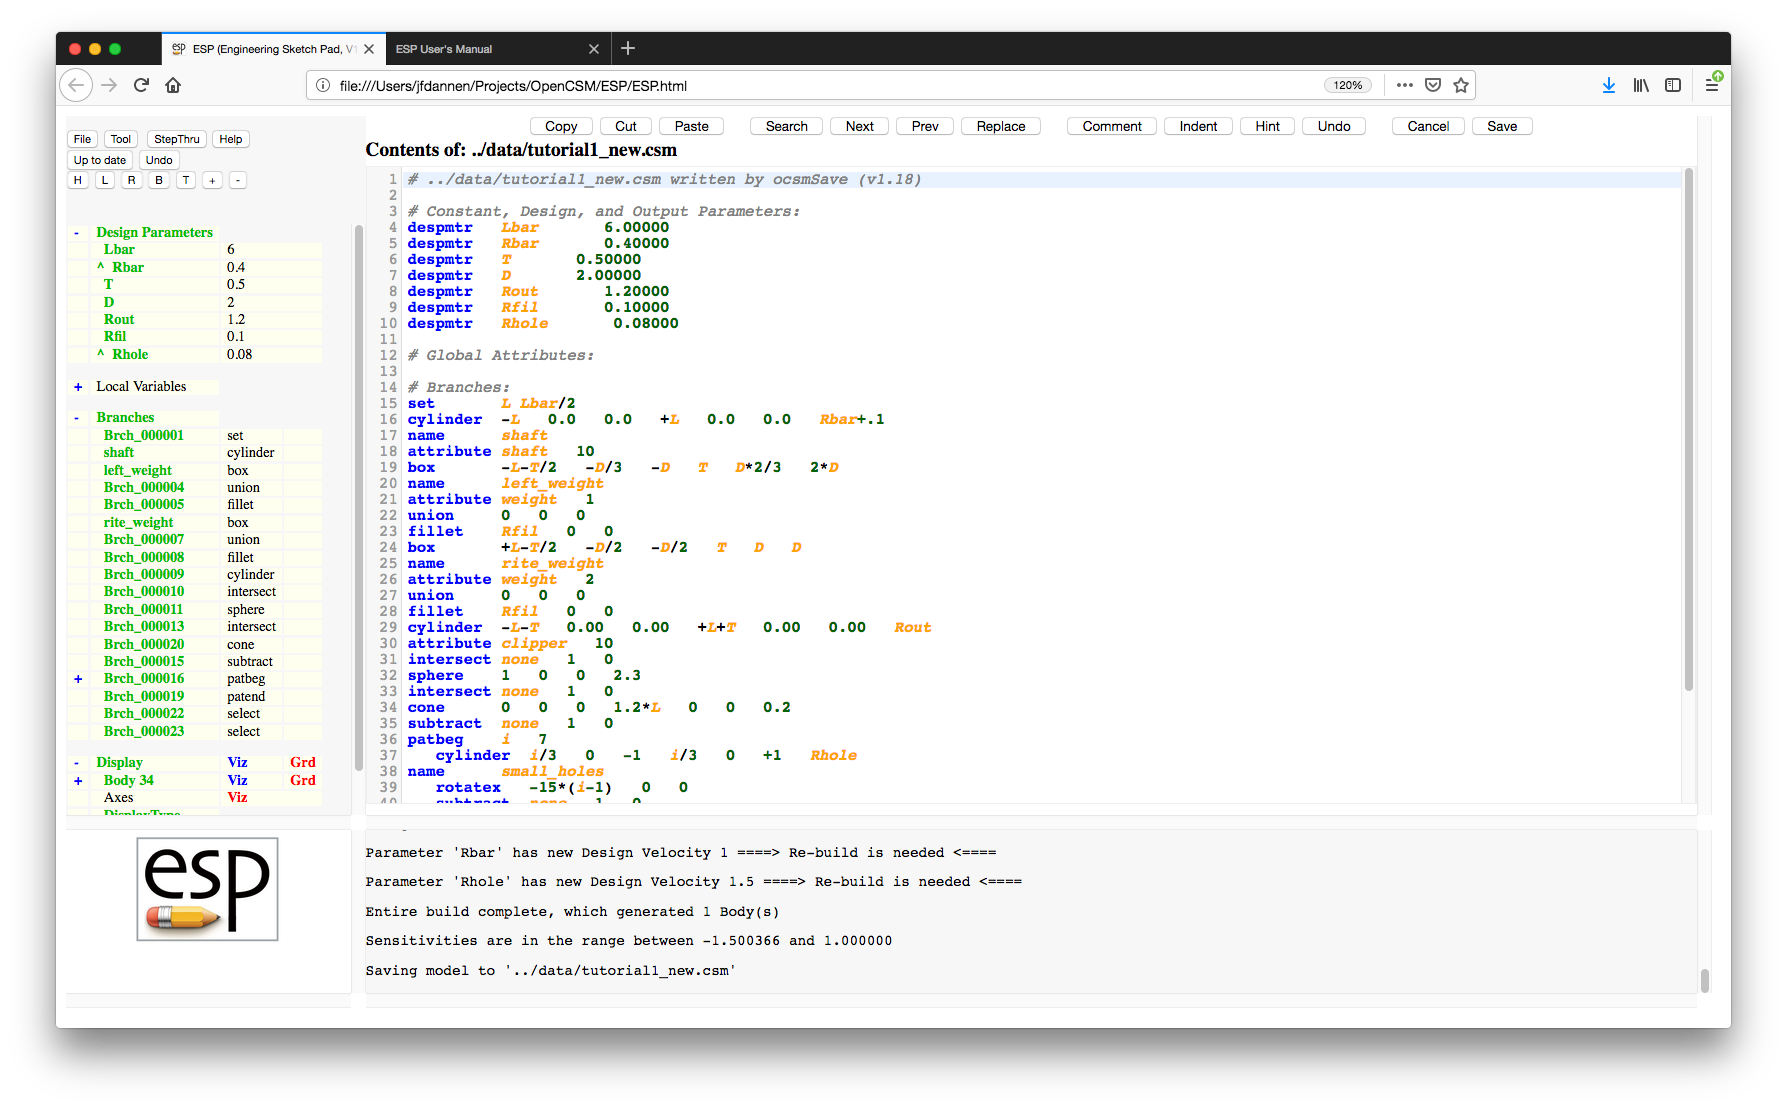 ESP (Engineering Sketch Pad, V1
ESP User's Manual
file:///Users/jfdannen/Projects/OpenCSM/ESP/ESP.html
120%
File Tool StepThru Help
Up to date Undo
H L R B T + -
- Design Parameters
Lbar 6
^ Rbar 0.4
T 0.5
D 2
Rout 1.2
Rfil 0.1
^ Rhole 0.08
+ Local Variables
- Branches
Brch_000001 set
shaft cylinder
left_weight box
Brch_000004 union
Brch_000005 fillet
rite_weight box
Brch_000007 union
Brch_000008 fillet
Brch_000009 cylinder
Brch_000010 intersect
Brch_000011 sphere
Brch_000013 intersect
Brch_000020 cone
Brch_000015 subtract
+ Brch_000016 patbeg
Brch_000019 patend
Brch_000022 select
Brch_000023 select
- Display Viz Grd
+ Body 34 Viz Grd
Axes Viz
DisplayType
Copy Cut Paste Search Next Prev Replace Comment Indent Hint Undo Cancel Save
Contents of: ../data/tutorial1_new.csm
1 # ../data/tutorial1_new.csm written by ocsmSave (v1.18)
2
3 # Constant, Design, and Output Parameters:
4 despmtr Lbar 6.00000
5 despmtr Rbar 0.40000
6 despmtr T 0.50000
7 despmtr D 2.00000
8 despmtr Rout 1.20000
9 despmtr Rfil 0.10000
10 despmtr Rhole 0.08000
11
12 # Global Attributes:
13
14 # Branches:
15 set L Lbar/2
16 cylinder -L 0.0 0.0 +L 0.0 0.0 Rbar+.1
17 name shaft
18 attribute shaft 10
19 box -L-T/2 -D/3 -D T D*2/3 2*D
20 name left_weight
21 attribute weight 1
22 union 0 0 0
23 fillet Rfil 0 0
24 box +L-T/2 -D/2 -D/2 T D D
25 name rite_weight
26 attribute weight 2
27 union 0 0 0
28 fillet Rfil 0 0
29 cylinder -L-T 0.00 0.00 +L+T 0.00 0.00 Rout
30 attribute clipper 10
31 intersect none 1 0
32 sphere 1 0 0 2.3
33 intersect none 1 0
34 cone 0 0 0 1.2*L 0 0 0.2
35 subtract none 1 0
36 patbeg i 7
37 cylinder i/3 0 -1 i/3 0 +1 Rhole
38 name small_holes
39 rotatex -15*(i-1) 0 0
40 subtract none 1 0
esp
Parameter 'Rbar' has new Design Velocity 1 ====> Re-build is needed <====
Parameter 'Rhole' has new Design Velocity 1.5 ====> Re-build is needed <====
Entire build complete, which generated 1 Body(s)
Sensitivities are in the range between -1.500366 and 1.000000
Saving model to '../data/tutorial1_new.csm'